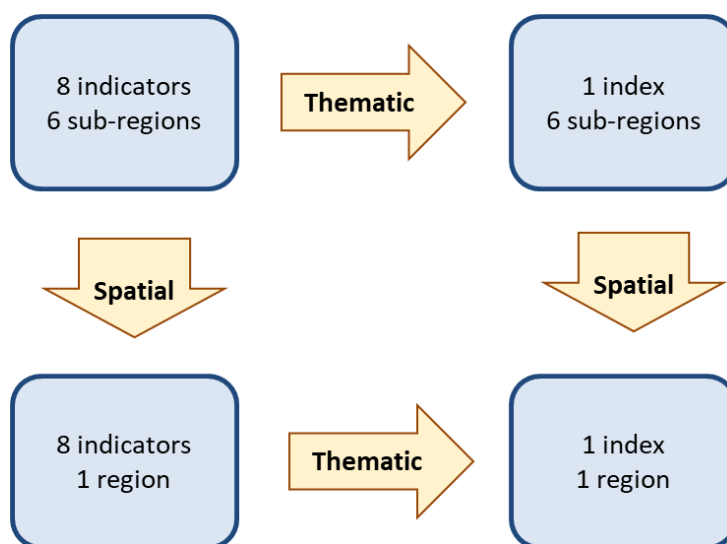 8 indicators
6 sub-regions
Thematic
1 index
6 sub-regions
Spatial
Spatial
8 indicators
1 region
Thematic
1 index
1 region